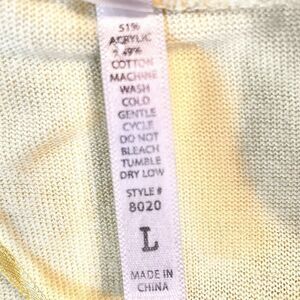 51%
ACRYLIC
49%
COTTON
MACHINE
WASH
COLD
GENTLE
CYCLE
DO NOT
BLEACH
TUMBLE
DRY LOW
STYLE #
8020
L
MADE IN
CHINA